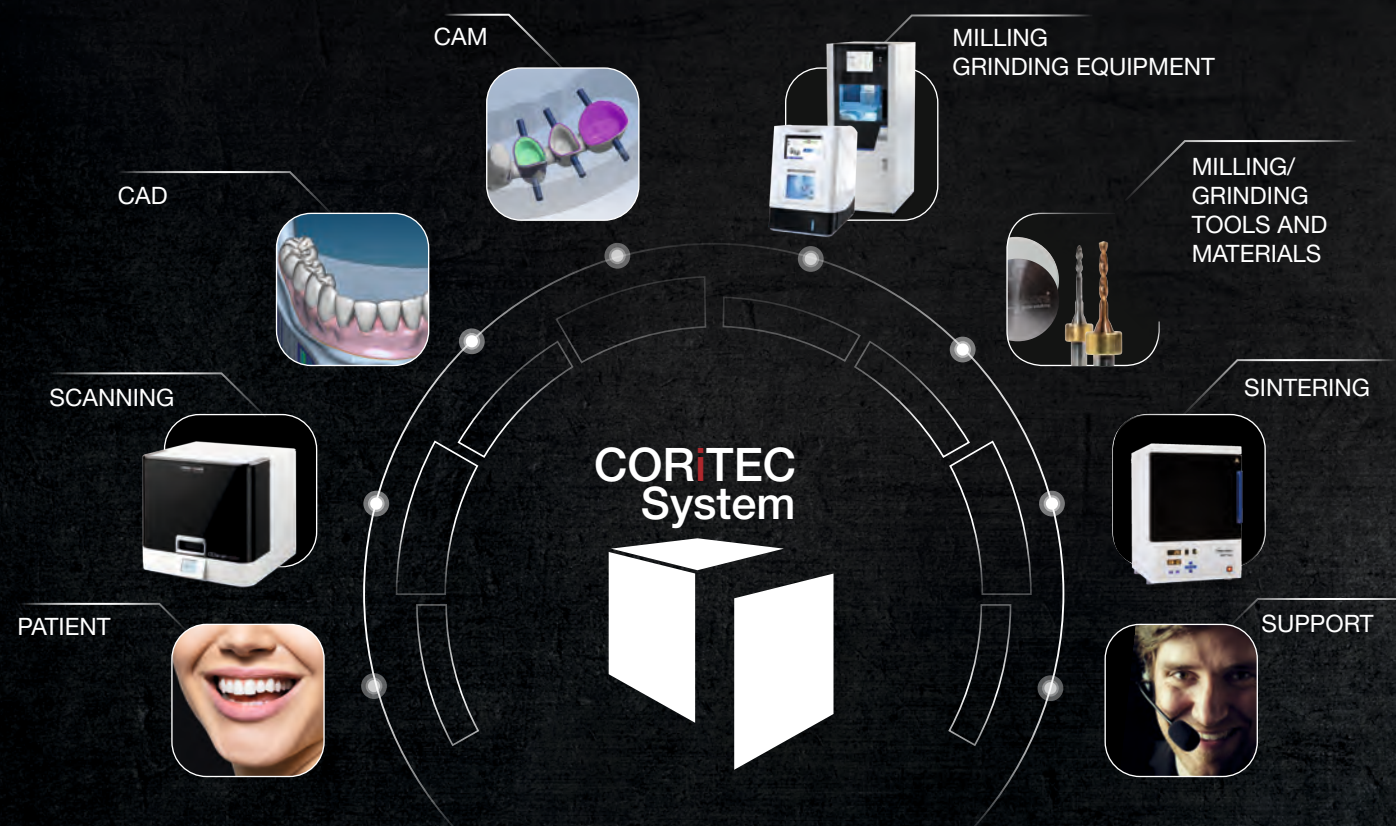 CAM
MILLING
GRINDING EQUIPMENT
CAD
MILLING/
GRINDING
TOOLS AND
MATERIALS
SCANNING
SINTERING
CORiTEC
System
PATIENT
SUPPORT